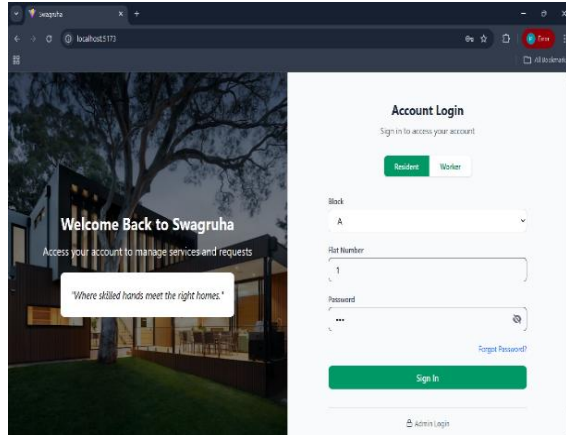 Swagruha
localhost:5173
Error
All Bookmarks
Welcome Back to Swagruha
Access your account to manage services and requests
"Where skilled hands meet the right homes."
Account Login
Sign in to access your account
Resident
Worker
Block
A
Flat Number
1
Password
Forgot Password?
Sign In
Admin Login